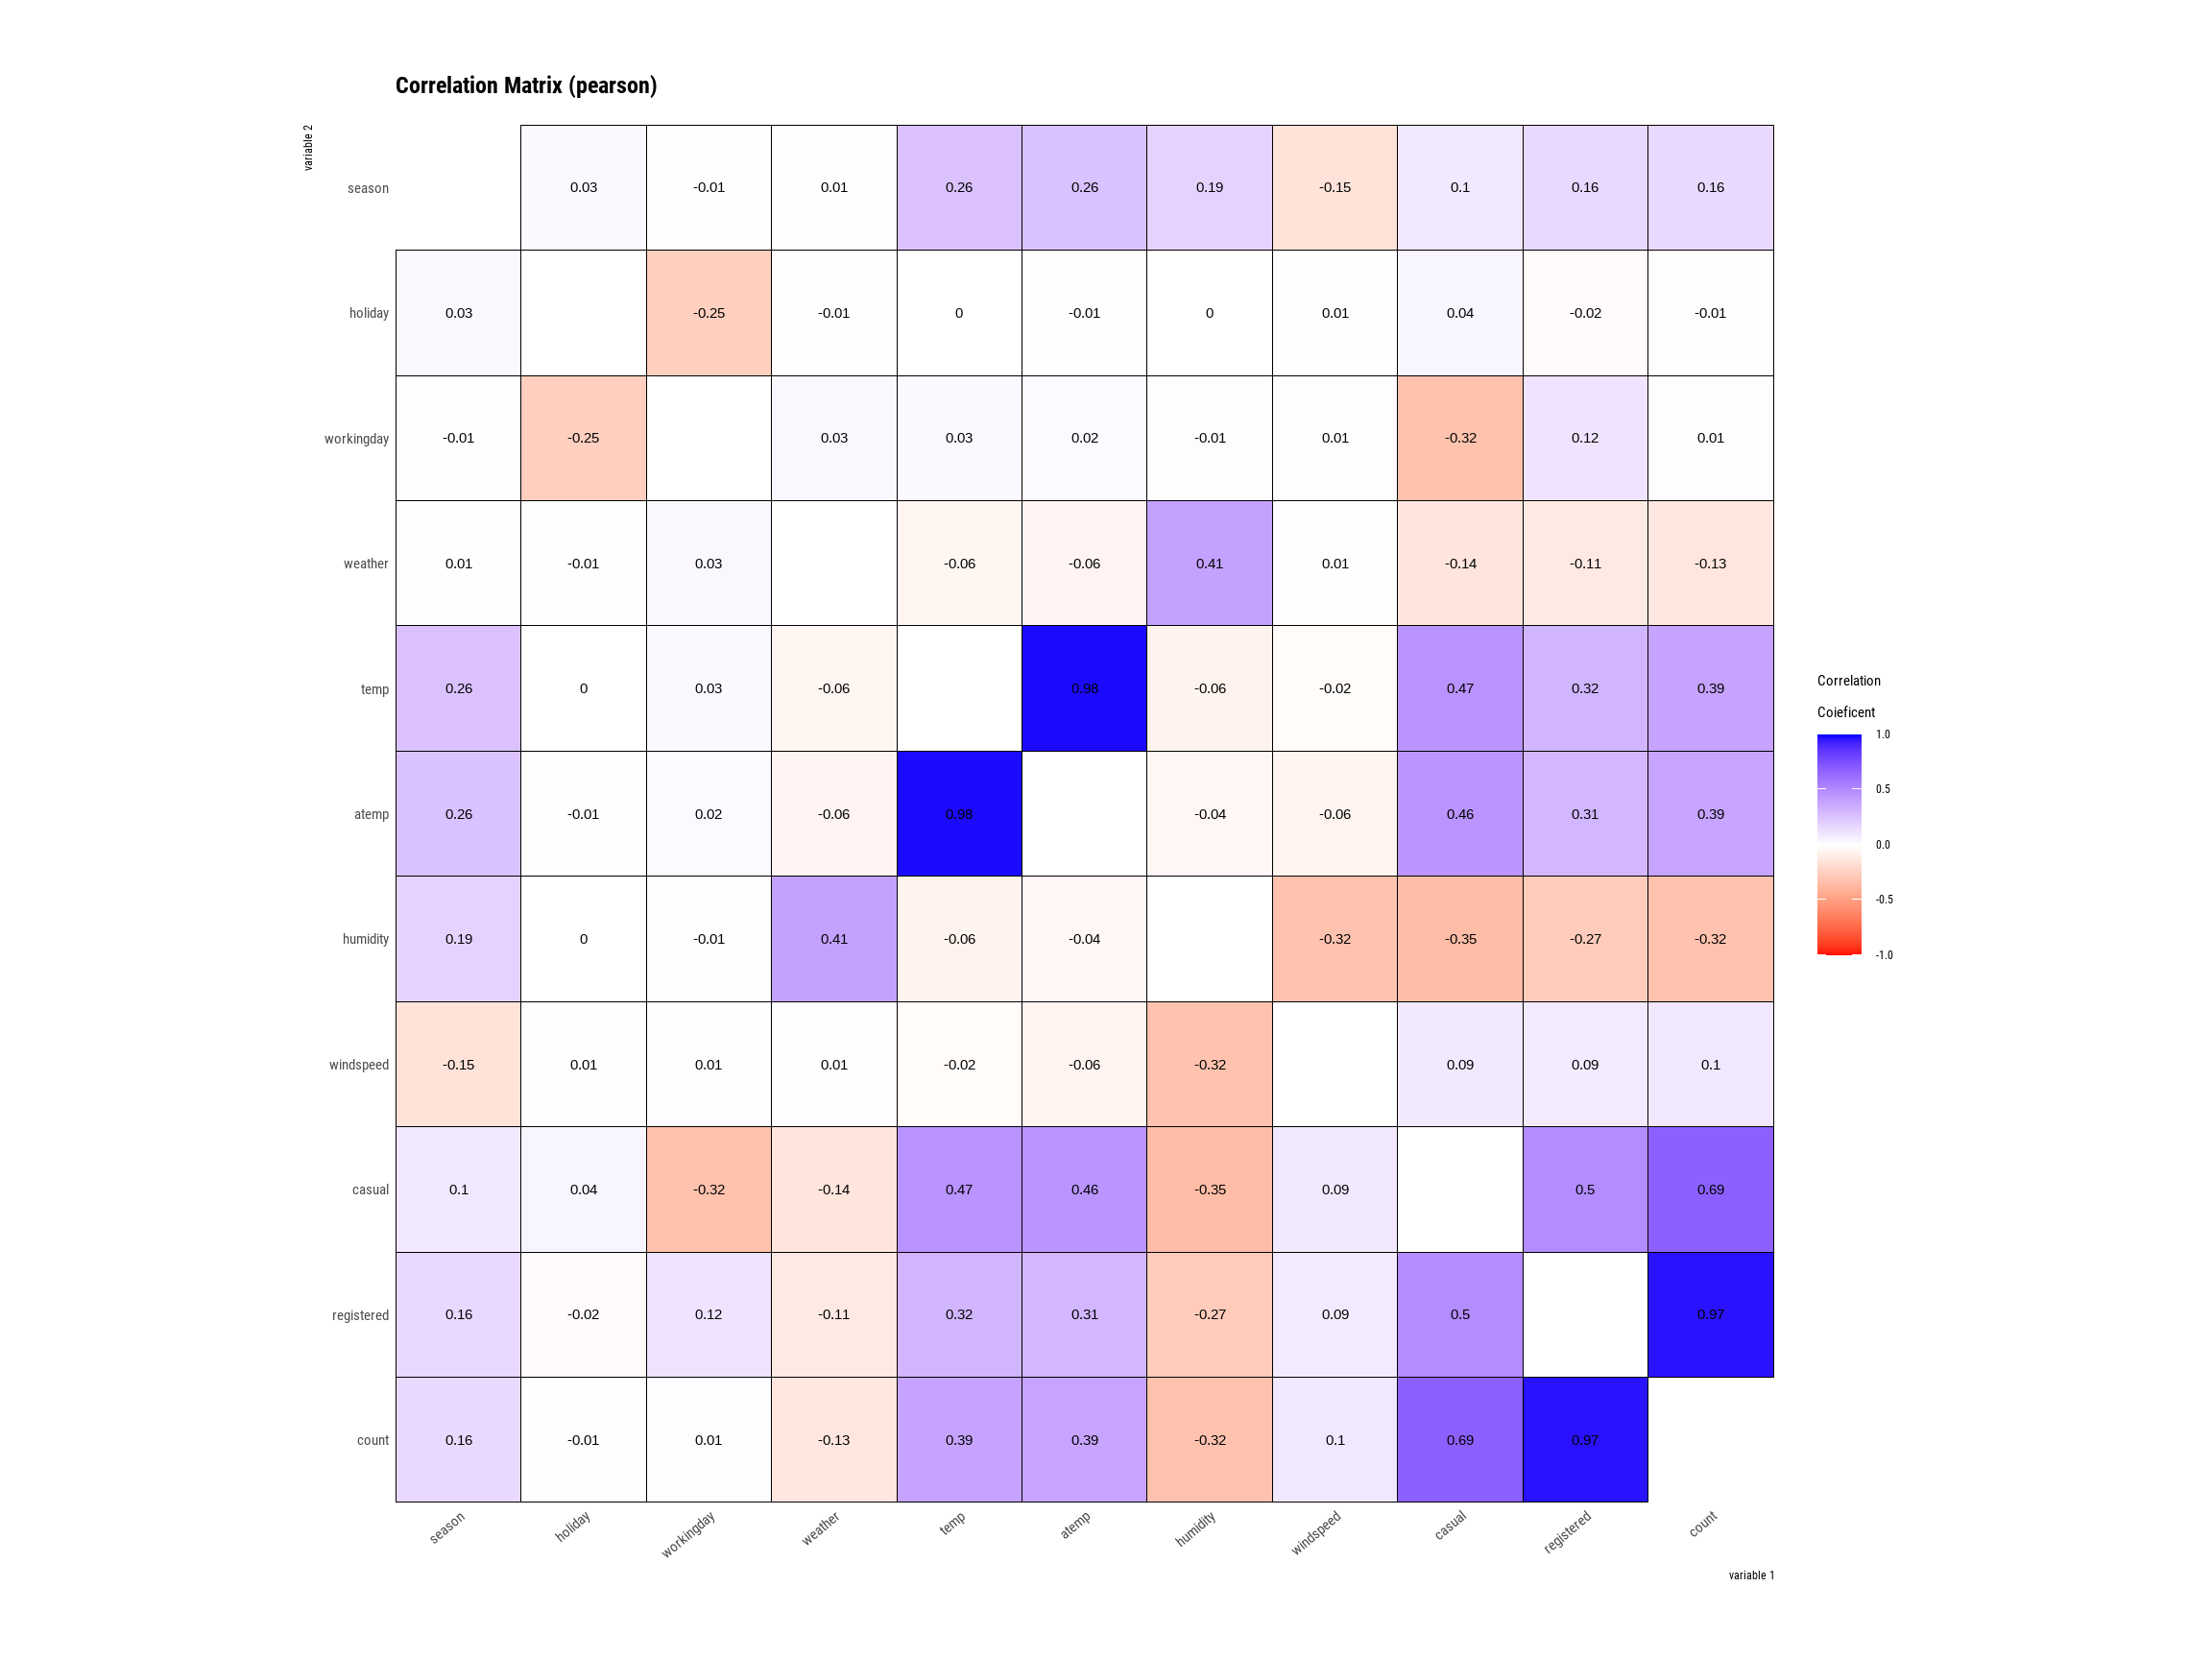 Correlation Matrix (pearson)
variable 2
season 0.03 -0.01 0.01 0.26 0.26 0.19 -0.15 0.1 0.16 0.16
holiday 0.03 -0.25 -0.01 0 -0.01 0 0.01 0.04 -0.02 -0.01
workingday -0.01 -0.25 0.03 0.03 0.02 -0.01 0.01 -0.32 0.12 0.01
weather 0.01 -0.01 0.03 -0.06 -0.06 0.41 0.01 -0.14 -0.11 -0.13
temp 0.26 0 0.03 -0.06 0.98 -0.06 -0.02 0.47 0.32 0.39
atemp 0.26 -0.01 0.02 -0.06 0.98 -0.04 -0.06 0.46 0.31 0.39
humidity 0.19 0 -0.01 0.41 -0.06 -0.04 -0.32 -0.35 -0.27 -0.32
windspeed -0.15 0.01 0.01 0.01 -0.02 -0.06 -0.32 0.09 0.09 0.1
casual 0.1 0.04 -0.32 -0.14 0.47 0.46 -0.35 0.09 0.5 0.69
registered 0.16 -0.02 0.12 -0.11 0.32 0.31 -0.27 0.09 0.5 0.97
count 0.16 -0.01 0.01 -0.13 0.39 0.39 -0.32 0.1 0.69 0.97
season holiday workingday weather temp atemp humidity windspeed casual registered count
variable 1
Correlation
Coieficent
1.0
0.5
0.0
-0.5
-1.0